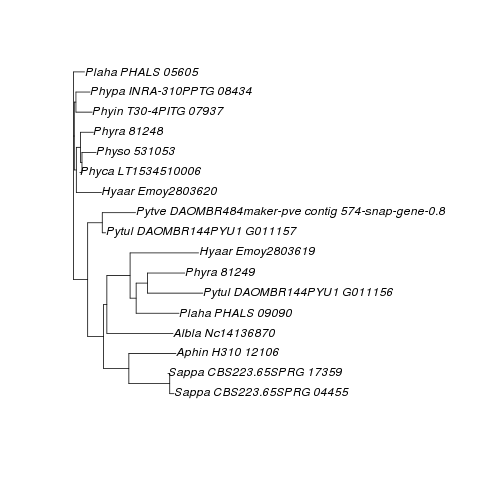 Plaha PHALS 05605
Phypa INRA-310PPTG 08434
Phyin T30-4PITG 07937
Phyra 81248
Physo 531053
Phyca LT1534510006
Hyaar Emoy2803620
Pytve DAOMBR484maker-pve contig 574-snap-gene-0.8
Pytul DAOMBR144PYU1 G011157
Hyaar Emoy2803619
Phyra 81249
Pytul DAOMBR144PYU1 G011156
Plaha PHALS 09090
Albla Nc14136870
Aphin H310 12106
Sappa CBS223.65SPRG 17359
Sappa CBS223.65SPRG 04455